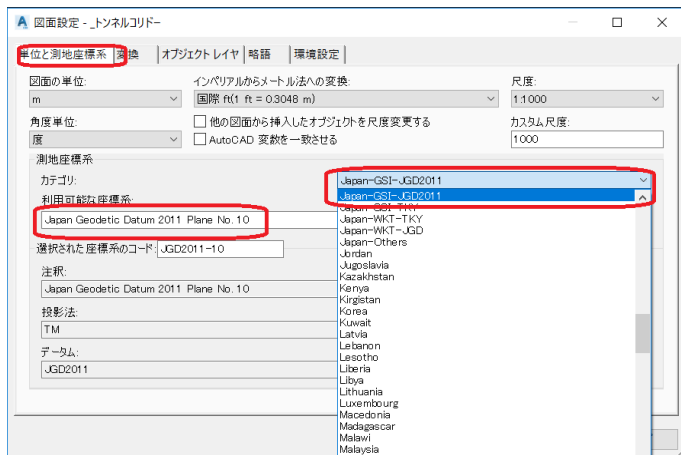 図面設定 - _トンネルコリドー
単位と測地座標系 変換 オブジェクト レイヤ 略語 環境設定
図面の単位: インペリアルからメートル法への変換: 尺度:
m 国際 ft(1 ft = 0.3048 m) 1:1000
角度単位: 他の図面から挿入したオブジェクトを尺度変更する カスタム尺度:
度 AutoCAD 変数を一致させる 1000
測地座標系
カテゴリ: Japan-GSI-JGD2011
利用可能な座標系: Japan-GSI-JGD2011
Japan-GSI-TKY
Japan Geodetic Datum 2011 Plane No. 10 Japan-WKT-TKY
Japan-WKT-JGD
Japan-Others
選択された座標系のコード: JGD2011-10 Jordan
Jugoslavia
注釈: Kazakhstan
Kenya
Japan Geodetic Datum 2011 Plane No. 10 Kirgistan
Korea
投影法: Kuwait
TM Latvia
Lebanon
データム: Lesotho
JGD2011 Liberia
Libya
Lithuania
Luxembourg
Macedonia
Madagascar
Malawi
Malaysia